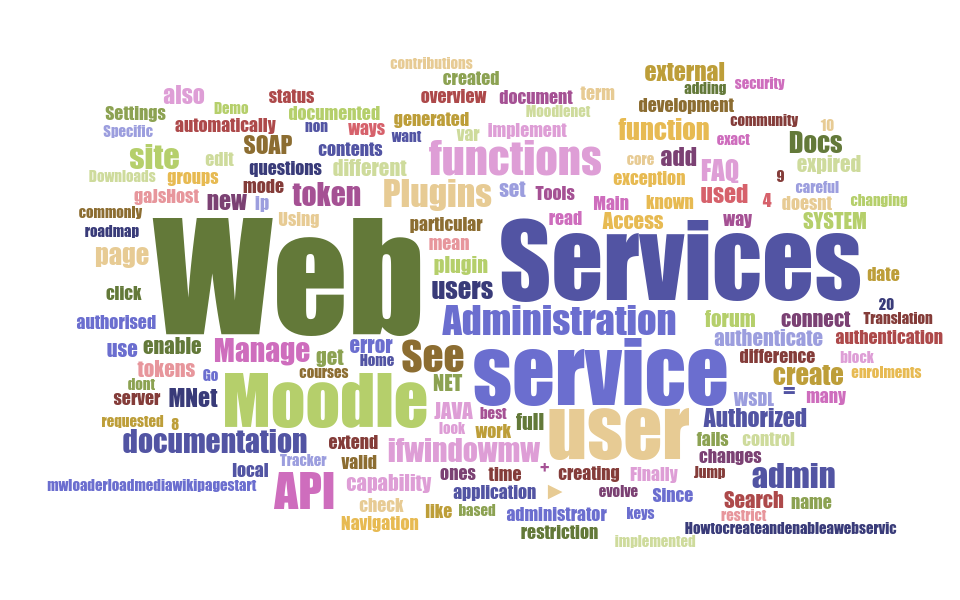 contributions
created
external
adding
security
also
status
overview
document
term
Settings
Demo
documented
Moodlenet
development
Specific
automatically
non
ways
generated
want
var
Implement
function
community
exact
10
Docs
SOAP
contents
site
edit
questions
different
functions
core
add
FAQ
expired
Downloads
groups
mode
token
Plugins
set
Tools
exception
used
9
careful
gaJsHost
new
Ip
Main
known
4
doesnt
changing
commonly
Using
particular
read
Access
way
SYSTEM
roadmap
page
Web
mean
Services
plugin
date
click
users
20
authorised
Administration
forum
connect
Translation
use
enable
Manage
get
error
Home
See
service
authenticate
authentication
difference
block
tokens
Go
courses
NET
create
enrolments
dont
server
MNet
Moodle
JAVA
best
full
user
WSDL
=
many
requested
8
look
work
Authorized
documentation
extend
ifwindowmw
falls
control
changes
local
Tracker
valid
ones
time
+
creating
Finally
Jump
admin
mwloaderloadmediawikipagestart
API
capability
application
►
evolve
Since
Search
name
check
like
based
administrator
keys
restrict
Navigation
restriction
Howtocreateandenableawebservic
implemented